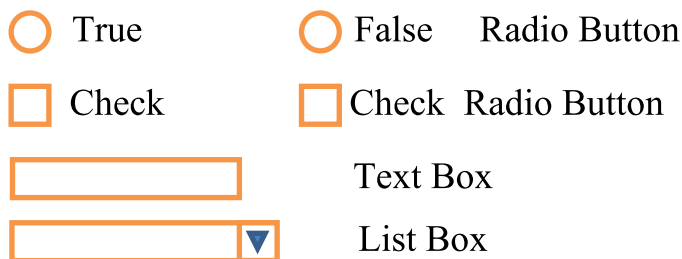 True False Radio Button
Check Check Radio Button
Text Box
List Box